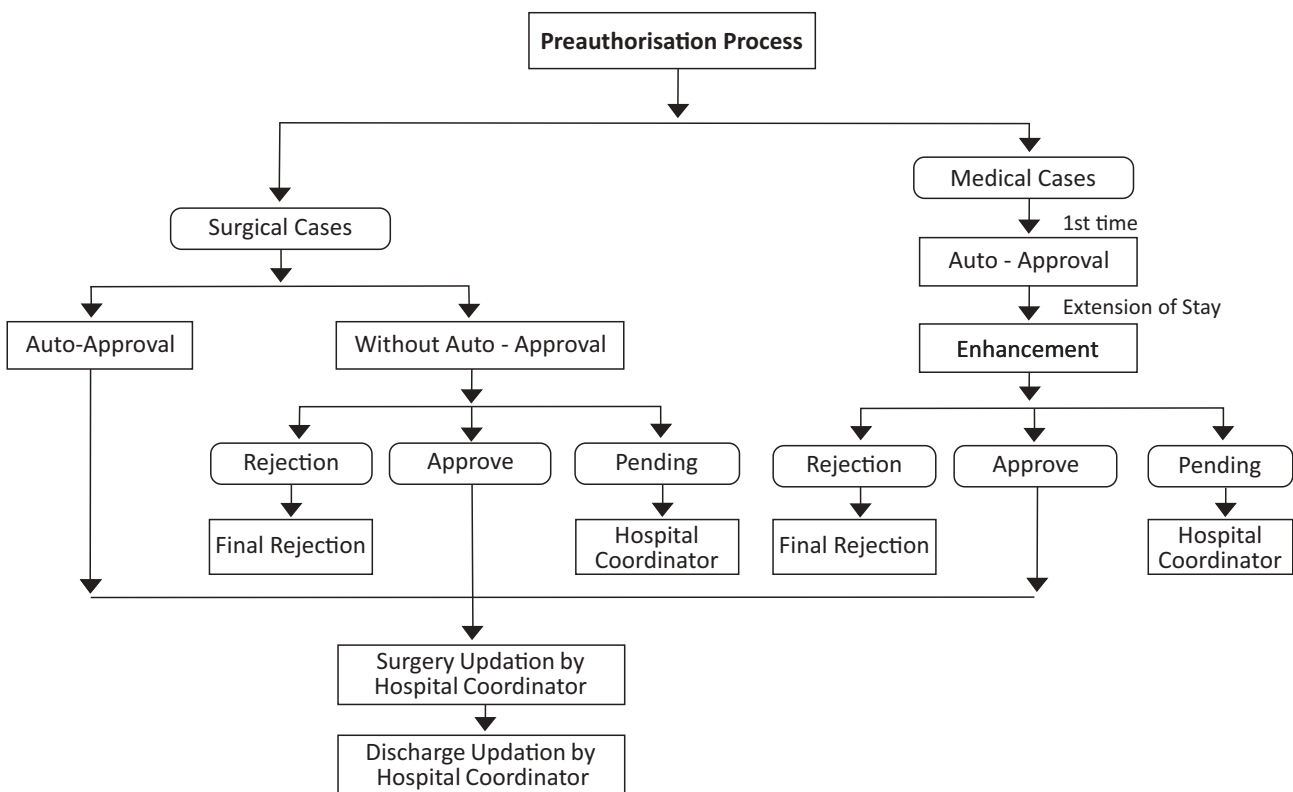 Preauthorisation Process
Medical Cases
Surgical Cases
1st time
Auto - Approval
Extension of Stay
Auto-Approval
Without Auto - Approval
Enhancement
Rejection
Approve
Pending
Rejection
Approve
Pending
Final Rejection
Hospital
Coordinator
Final Rejection
Hospital
Coordinator
Surgery Updation by
Hospital Coordinator
Discharge Updation by
Hospital Coordinator